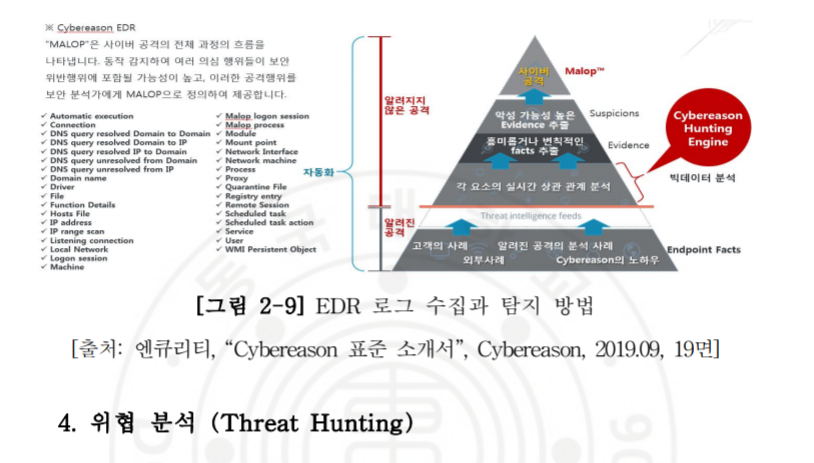 ※ Cybereason EDR
"MALOP"은 사이버 공격의 전체 과정의 흐름을
나타냅니다. 동작 감지하여 여러 의심 행위들이 보안
위반행위에 포함될 가능성이 높고, 이러한 공격행위를
보안 분석가에게 MALOP으로 정의하여 제공합니다.
✓ Automatic execution
✓ Connection
✓ DNS query resolved Domain to Domain
✓ DNS query resolved Domain to IP
✓ DNS query resolved IP to Domain
✓ DNS query unresolved from Domain
✓ DNS query unresolved from IP
✓ Domain name
✓ Driver
✓ File
✓ Function Details
✓ Hosts File
✓ IP address
✓ IP range scan
✓ Listening connection
✓ Local Network
✓ Logon session
✓ Machine
✓ Malop logon session
✓ Malop process
✓ Module
✓ Mount point
✓ Network Interface
✓ Network machine
✓ Process
✓ Proxy
✓ Quarantine File
✓ Registry entry
✓ Remote Session
✓ Scheduled task
✓ Scheduled task action
✓ Service
✓ User
✓ WMI Persistent Object
자동화
알려지지
않은 공격
알려진
공격
사이버
공격
Malop™
악성 가능성 높은
Evidence 추출
Suspicions
흥미롭거나 변칙적인
facts 추출
Evidence
각 요소의 실시간 상관 관계 분석
Cybereason
Hunting
Engine
빅데이터 분석
Threat intelligence feeds
고객의 사례
알려진 공격의 분석 사례
외부사례
Cybereason의 노하우
Endpoint Facts
[그림 2-9] EDR 로그 수집과 탐지 방법
[출처: 엔큐리티, “Cybereason 표준 소개서”, Cybereason, 2019.09, 19면]
4. 위협 분석 (Threat Hunting)